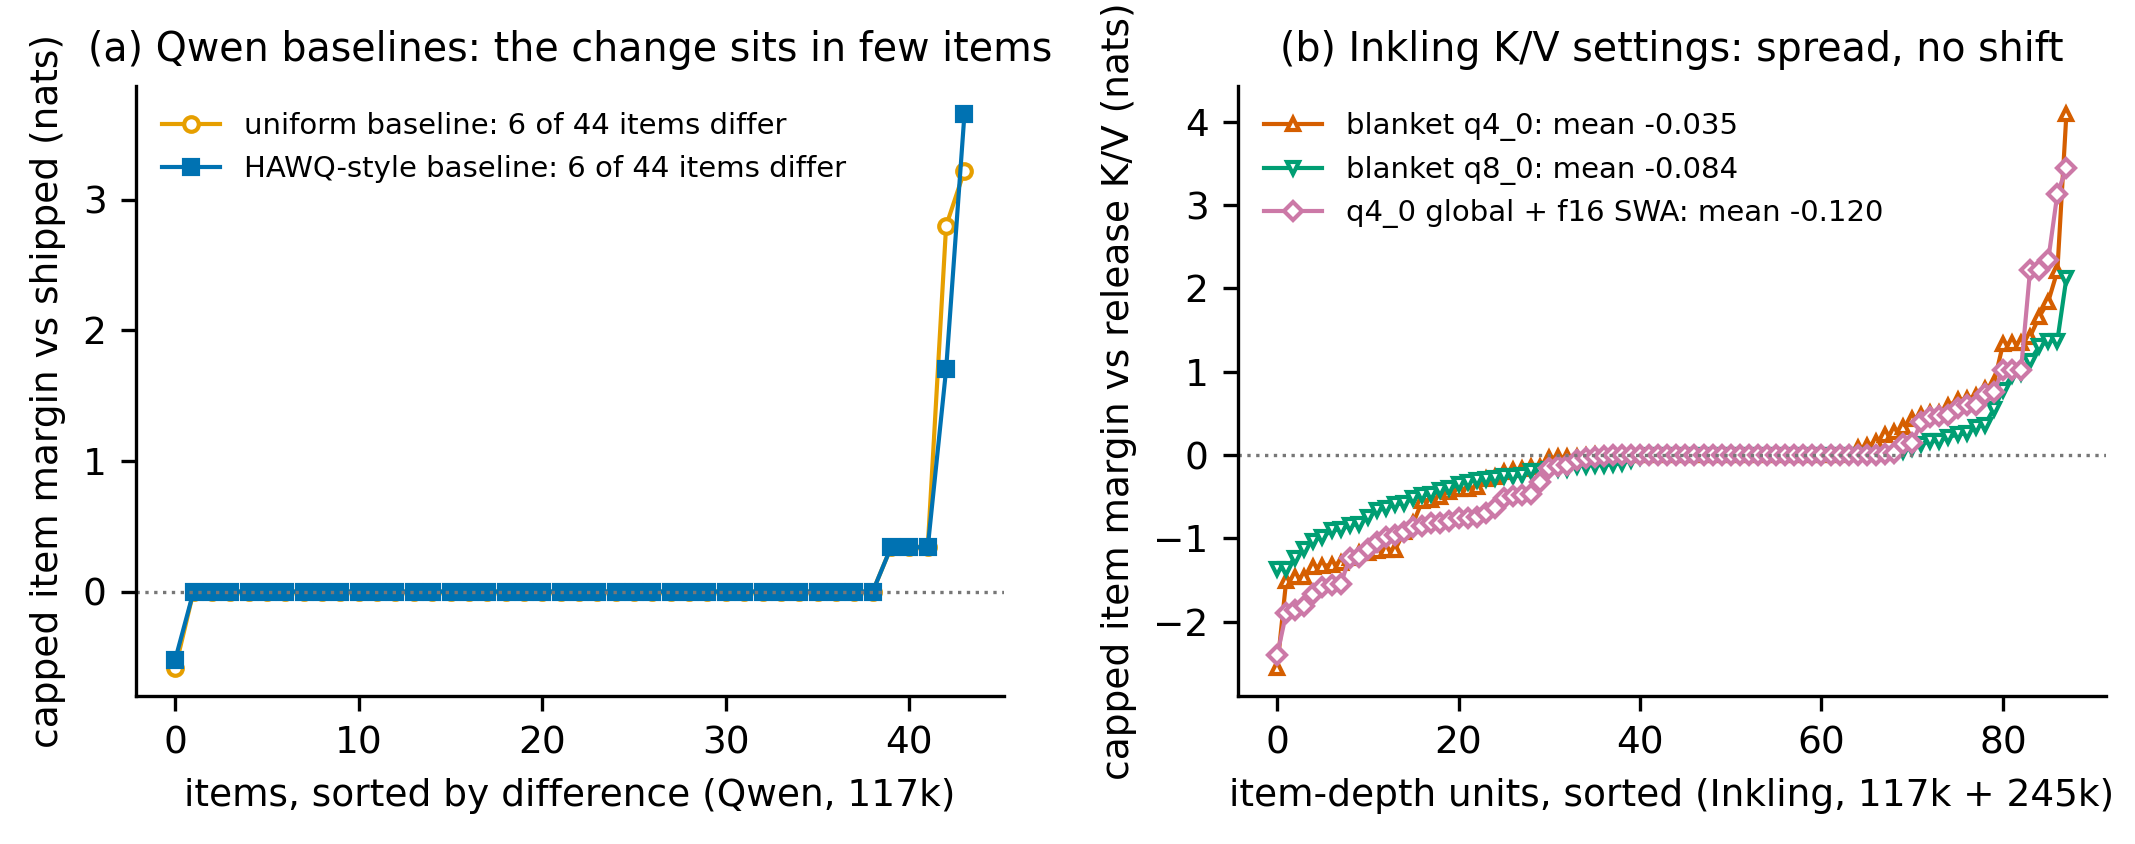 (a) Qwen baselines: the change sits in few items
capped item margin vs shipped (nats)
uniform baseline: 6 of 44 items differ
HAWQ-style baseline: 6 of 44 items differ
3
2
1
0
0 10 20 30 40
items, sorted by difference (Qwen, 117k)
(b) Inkling K/V settings: spread, no shift
capped item margin vs release K/V (nats)
blanket q4_0: mean -0.035
blanket q8_0: mean -0.084
q4_0 global + f16 SWA: mean -0.120
4
3
2
1
0
−1
−2
0 20 40 60 80
item-depth units, sorted (Inkling, 117k + 245k)